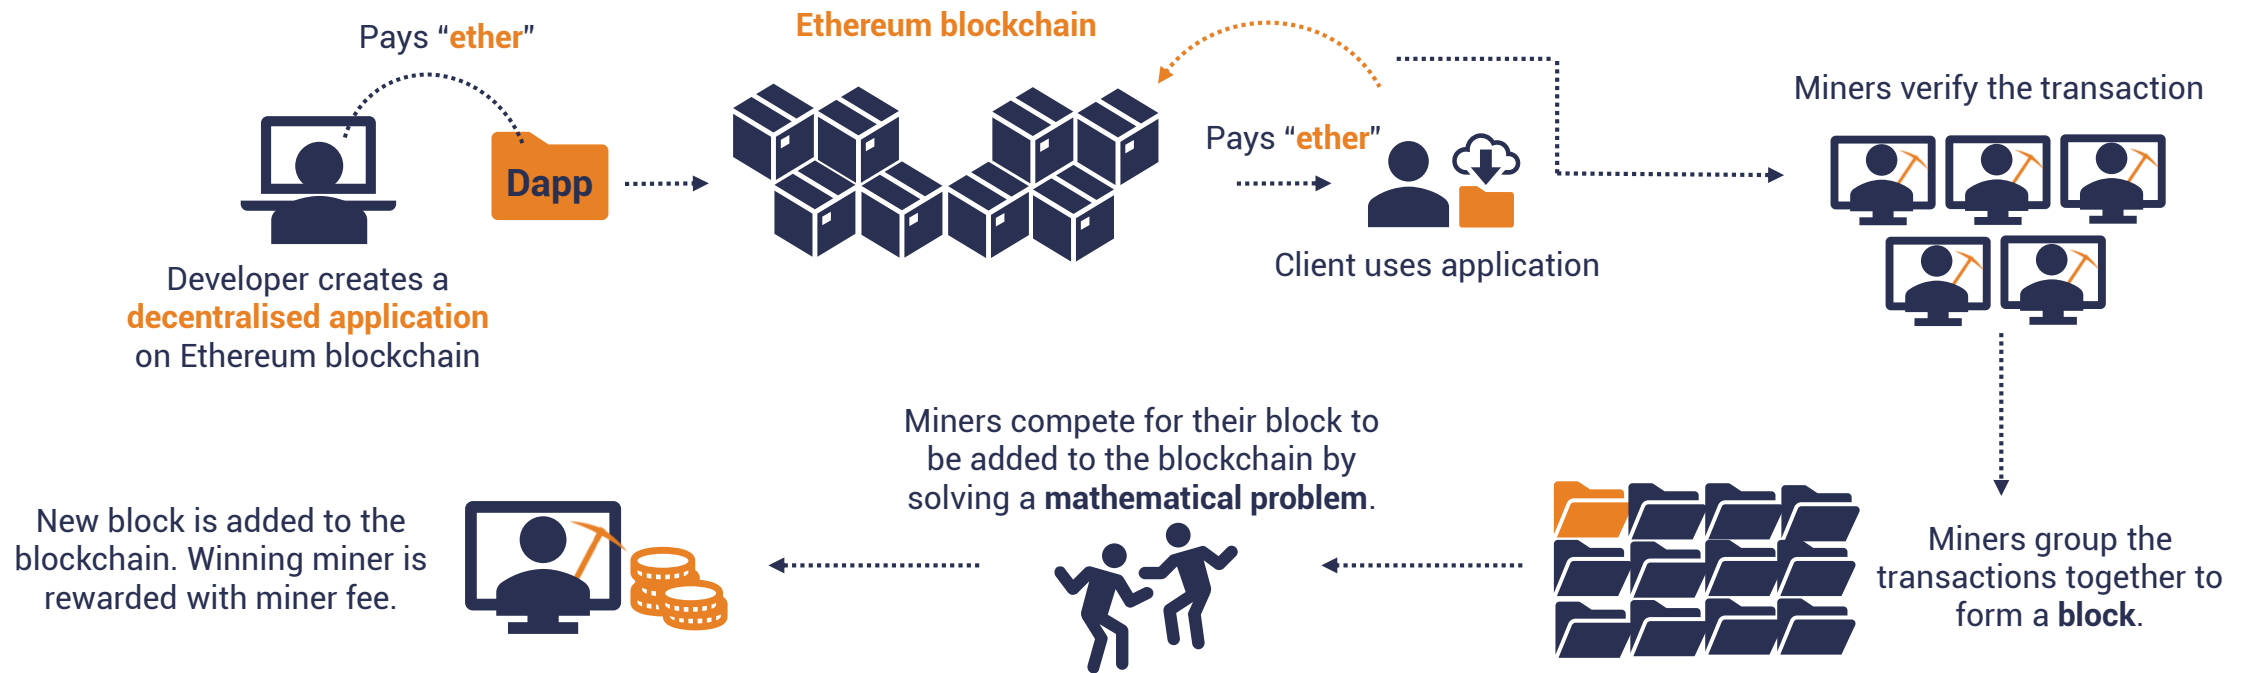 Pays “ether”
Dapp
Developer creates a
decentralised application
on Ethereum blockchain
Ethereum blockchain
Pays “ether”
Client uses application
Miners verify the transaction
Miners group the
transactions together to
form a block.
Miners compete for their block to
be added to the blockchain by
solving a mathematical problem.
New block is added to the
blockchain. Winning miner is
rewarded with miner fee.